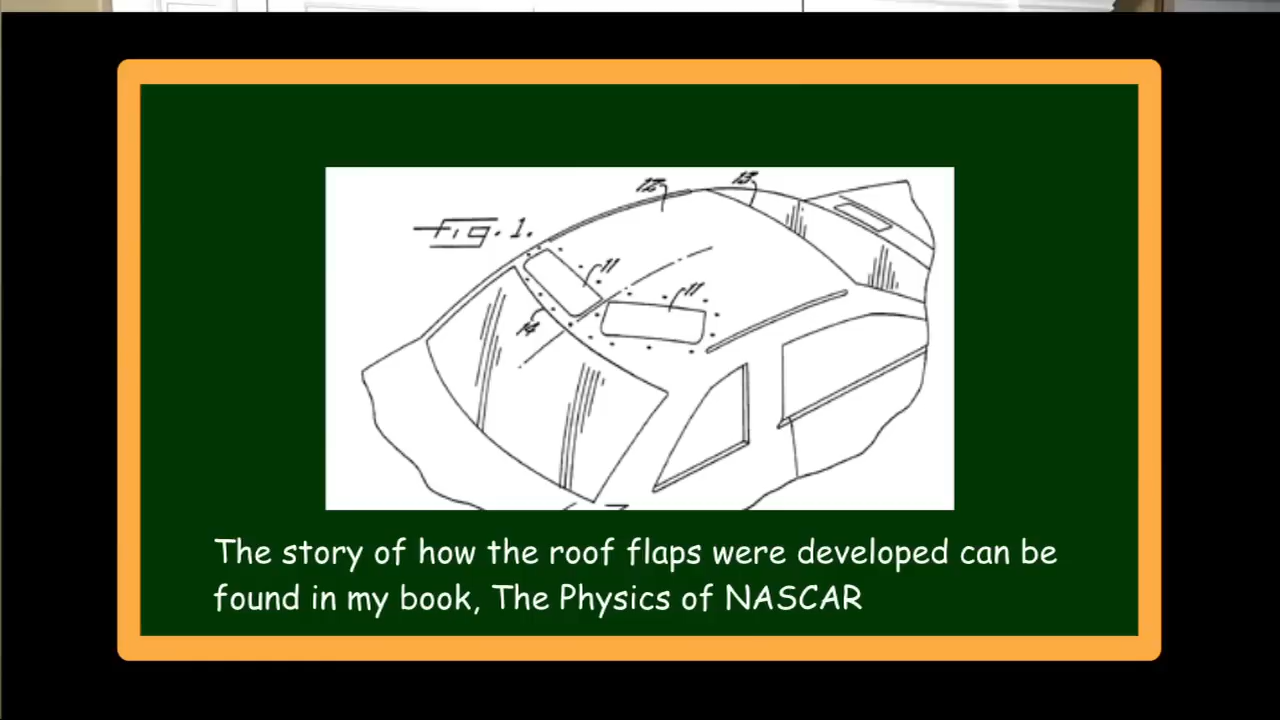 12
13
Fig. 1.
11
11
14
The story of how the roof flaps were developed can be
found in my book, The Physics of NASCAR